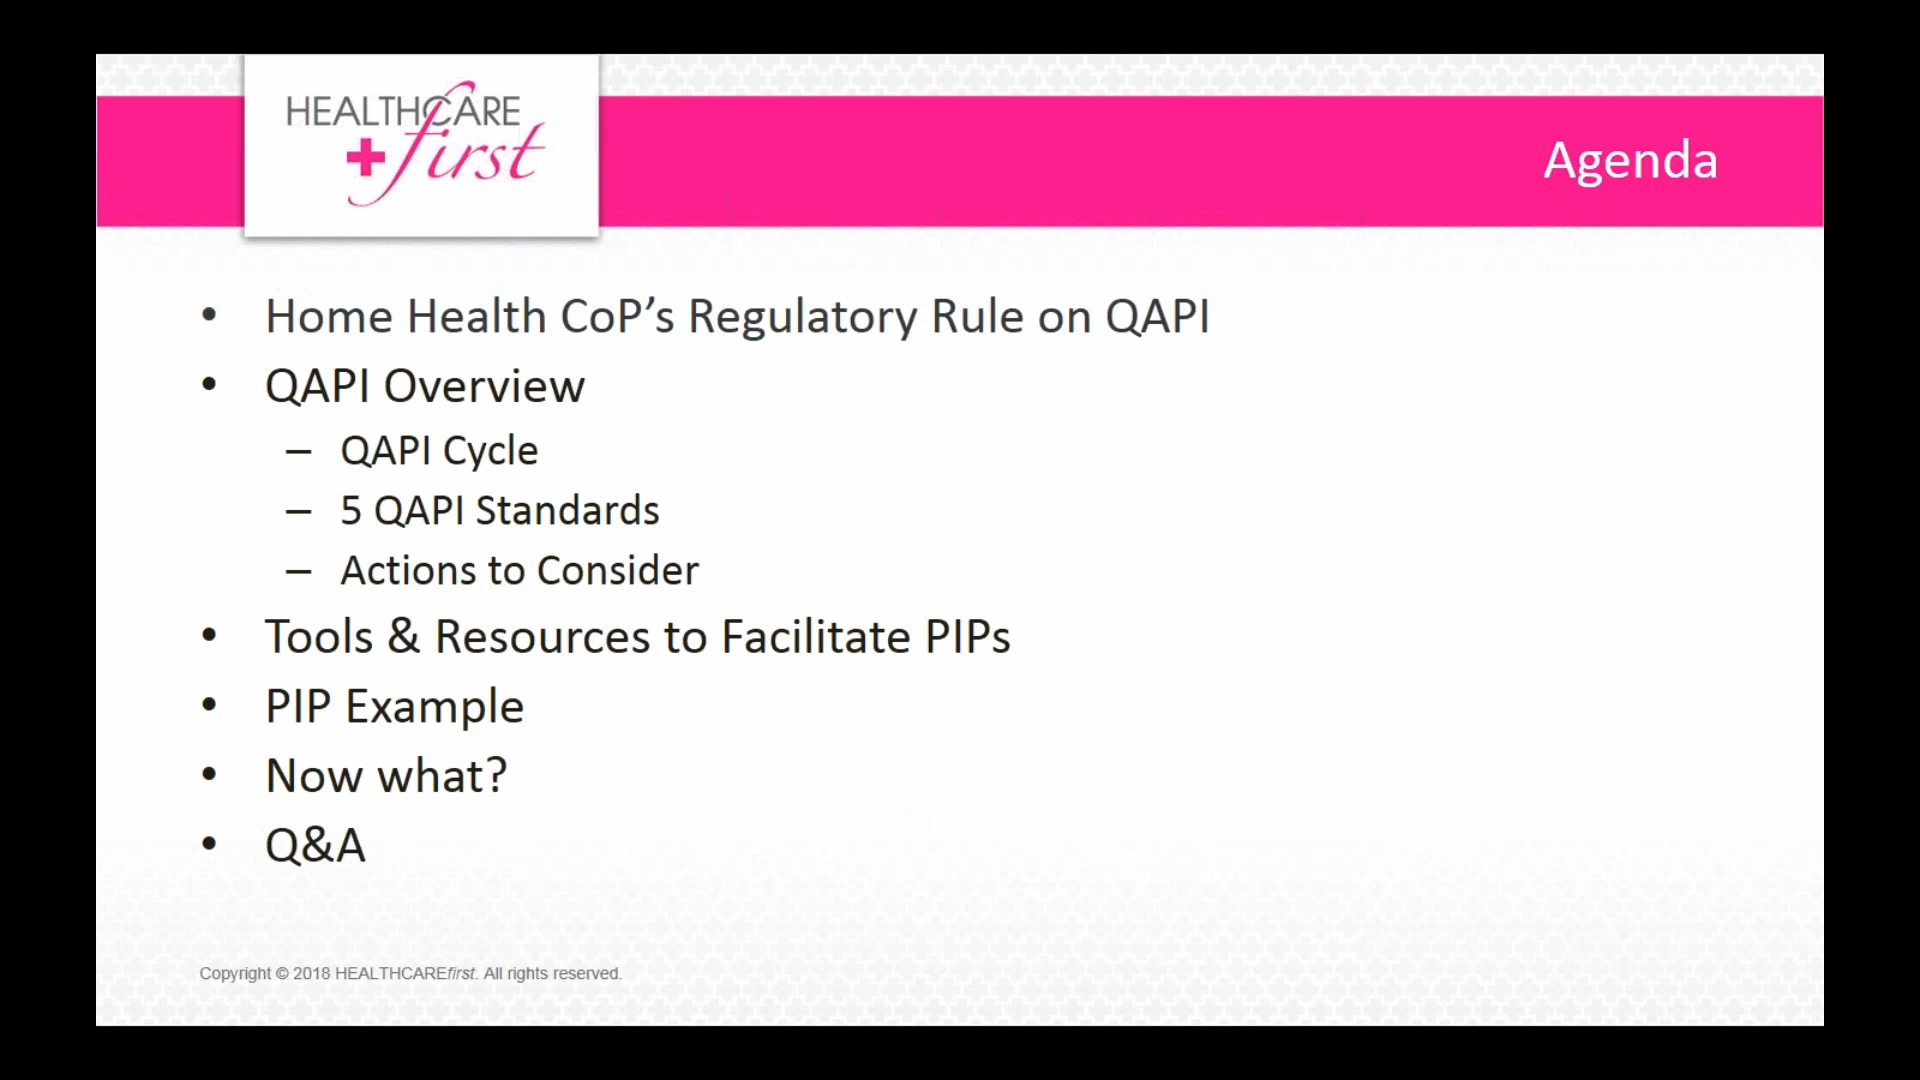 HEALTHCARE
first
Agenda
• Home Health CoP’s Regulatory Rule on QAPI
• QAPI Overview
– QAPI Cycle
– 5 QAPI Standards
– Actions to Consider
• Tools & Resources to Facilitate PIPs
• PIP Example
• Now what?
• Q&A
Copyright © 2018 HEALTHCAREfirst. All rights reserved.